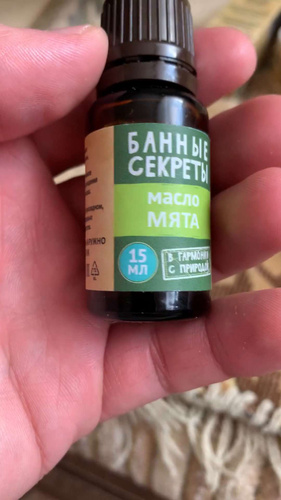 БАННЫЕ
СЕКРЕТЫ
масло
МЯТА
15
МЛ
В ГАРМОНИИ
С ПРИРОДОЙ